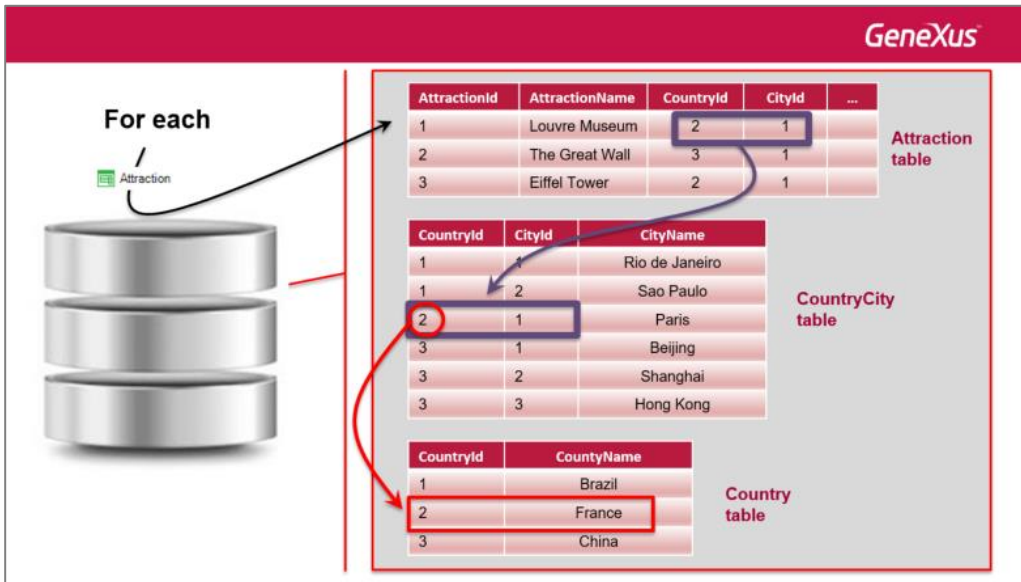 GeneXus
For each
Attraction
AttractionId AttractionName CountryId CityId ...
1 Louvre Museum 2 1
2 The Great Wall 3 1
3 Eiffel Tower 2 1
Attraction
table
CountryId CityId CityName
1 1 Rio de Janeiro
1 2 Sao Paulo
2 1 Paris
3 1 Beijing
3 2 Shanghai
3 3 Hong Kong
CountryCity
table
CountryId CountyName
1 Brazil
2 France
3 China
Country
table